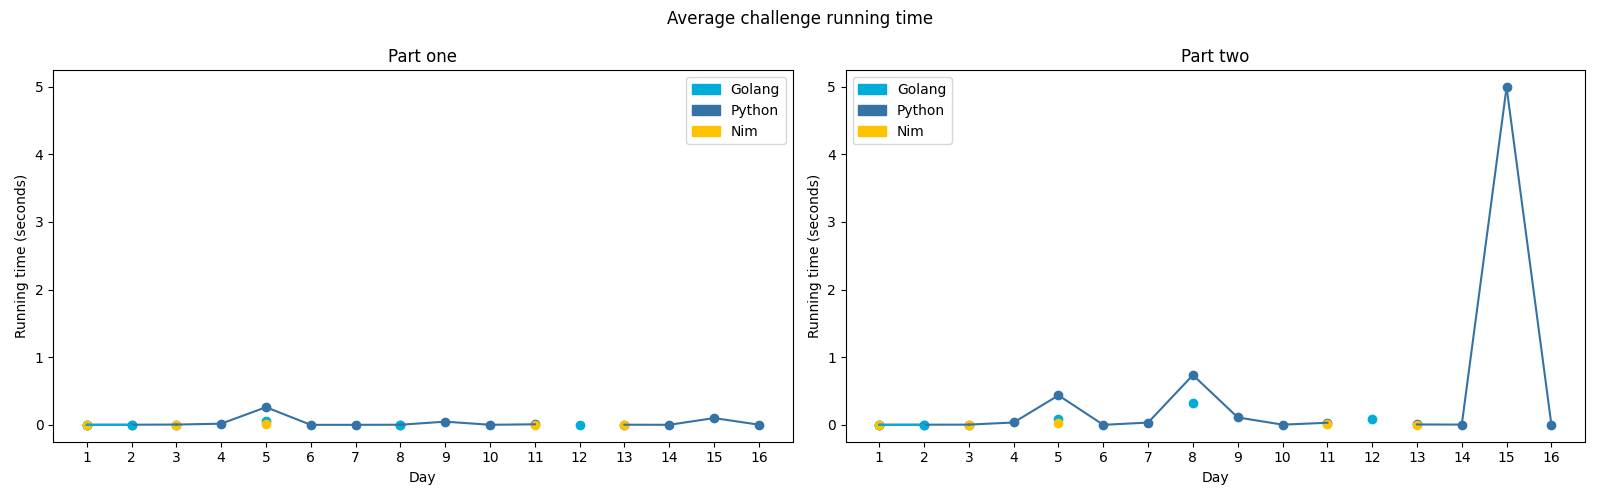 Average challenge running time
Part one
Running time (seconds)
5
4
3
2
1
0
Golang
Python
Nim
1 2 3 4 5 6 7 8 9 10 11 12 13 14 15 16
Day
Part two
Running time (seconds)
5
4
3
2
1
0
Golang
Python
Nim
1 2 3 4 5 6 7 8 9 10 11 12 13 14 15 16
Day